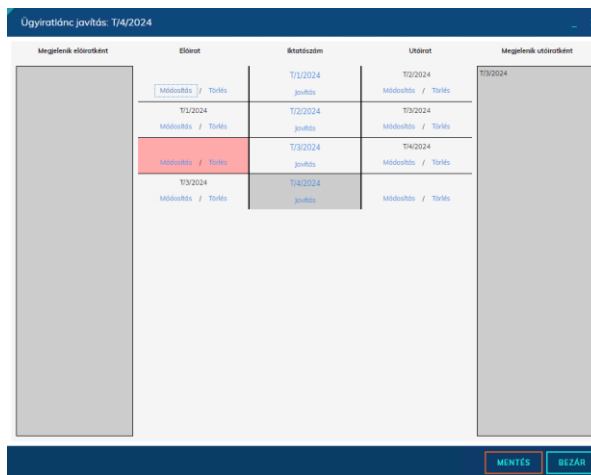 Ügyiratlánc javítás: T/4/2024
Megjelenik előiratként Előirat Iktatószám Utóirat Megjelenik utóiratként
T/1/2024 T/2/2024 T/3/2024
Módosítás / Törlés Javítás Módosítás / Törlés
T/1/2024 T/2/2024 T/3/2024
Módosítás / Törlés Javítás Módosítás / Törlés
T/3/2024 T/4/2024
Módosítás / Törlés Javítás Módosítás / Törlés
T/3/2024 T/4/2024
Módosítás / Törlés Javítás Módosítás / Törlés
MENTÉS BEZÁR